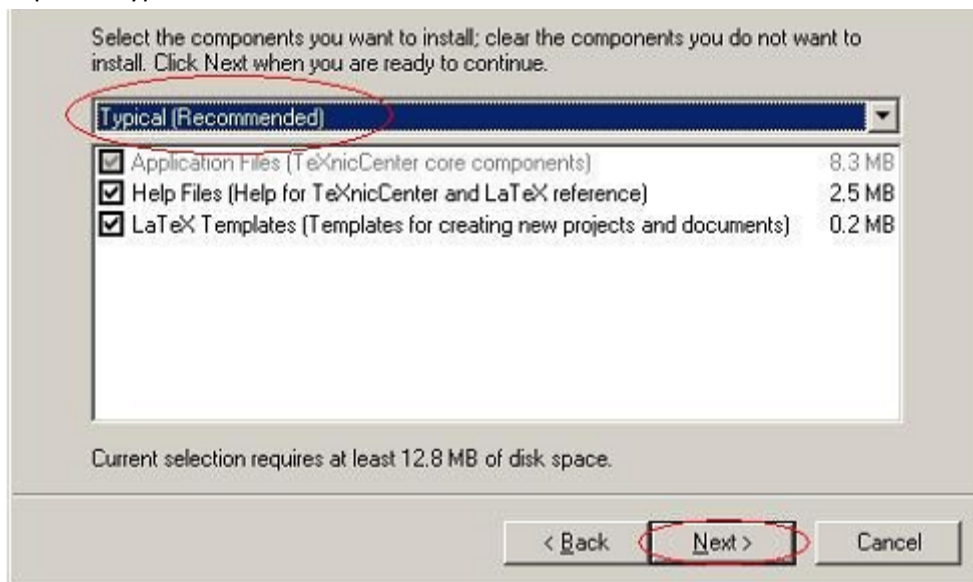 Select the components you want to install; clear the components you do not want to
install. Click Next when you are ready to continue.
Typical (Recommended)
Application Files (TeXnicCenter core components) 8.3 MB
Help Files (Help for TeXnicCenter and LaTeX reference) 2.5 MB
LaTeX Templates (Templates for creating new projects and documents) 0.2 MB
Current selection requires at least 12.8 MB of disk space.
< Back Next > Cancel